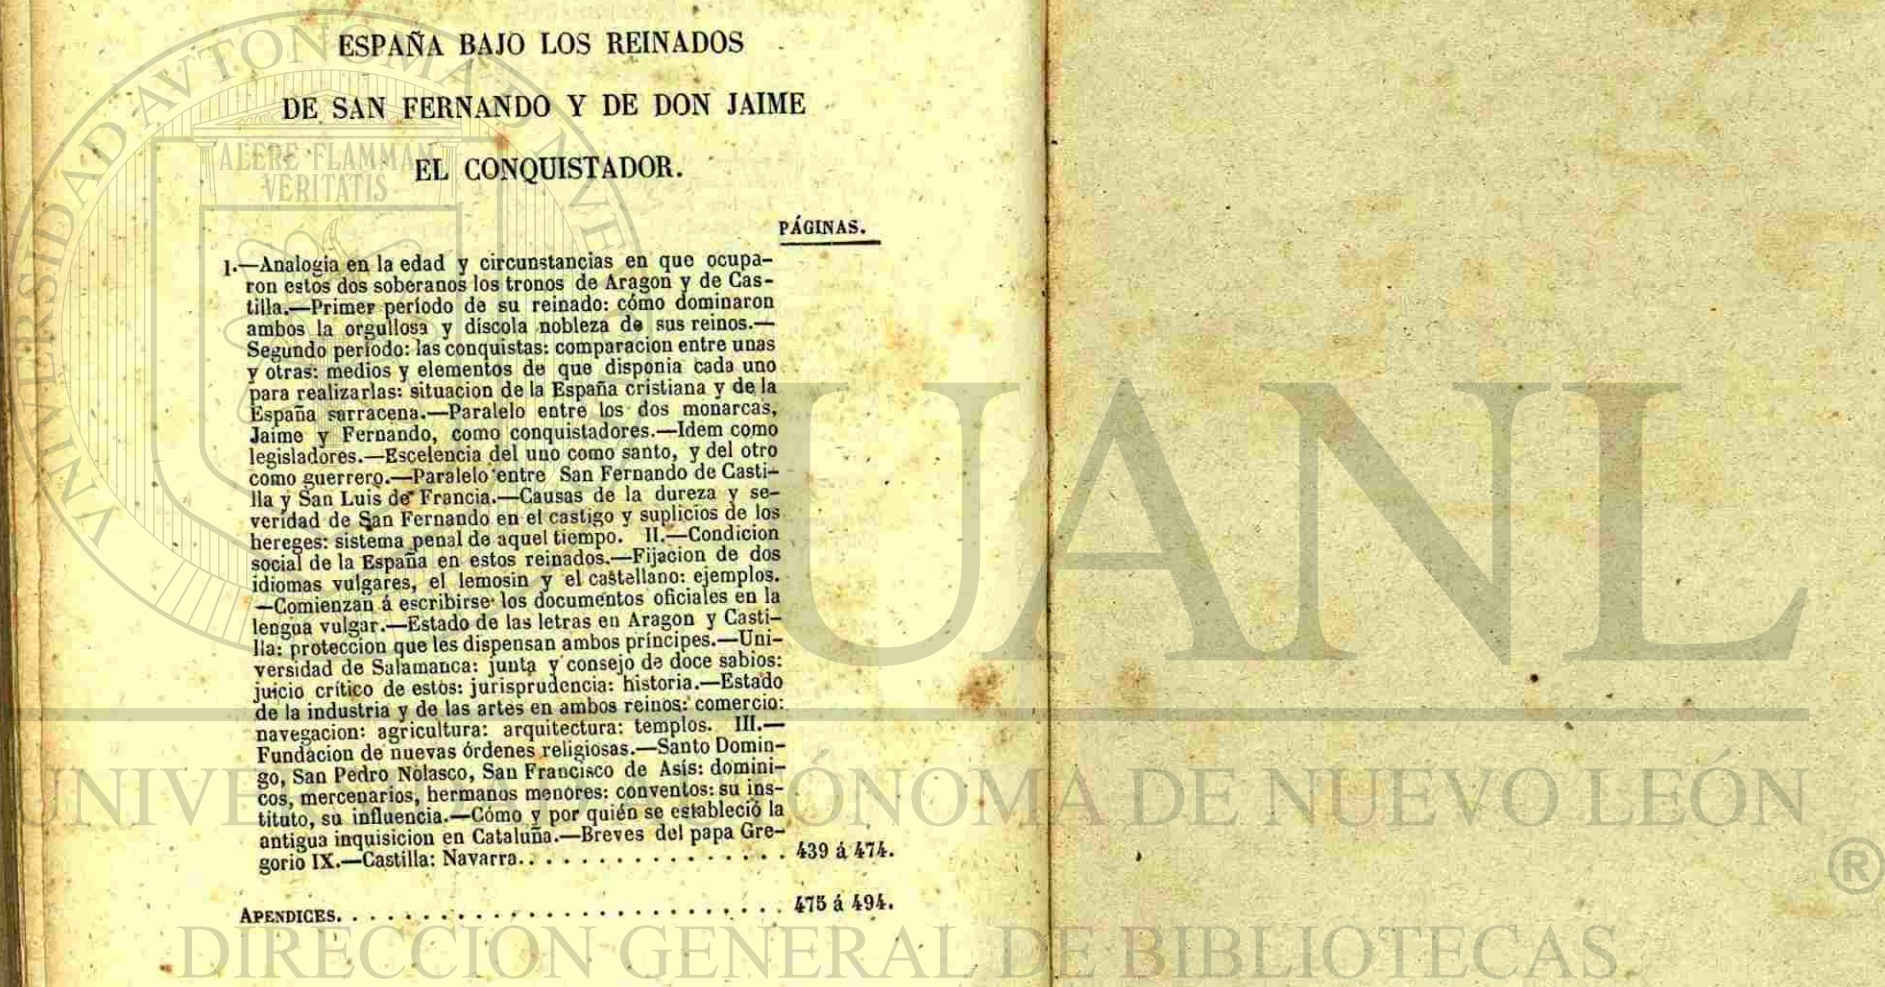 ESPAÑA BAJO LOS REINADOS
DE SAN FERNANDO Y DE DON JAIME
EL CONQUISTADOR.
PÁGINAS.
I.—Analogía en la edad y circunstancias en que ocupa-
ron estos dos soberanos los tronos de Aragon y de Cas-
tilla.—Primer período de su reinado: cómo dominaron
ambos la orgullosa y díscola nobleza de sus reinos.—
Segundo período: las conquistas: comparacion entre unas
y otras: medios y elementos de que disponia cada uno
para realizarlas: situacion de la España cristiana y de la
España sarracena.—Paralelo entre los dos monarcas,
Jaime y Fernando, como conquistadores.—Idem como
legisladores.—Escelencia del uno como santo, y del otro
como guerrero.—Paralelo entre San Fernando de Casti-
lla y San Luis de Francia.—Causas de la dureza y se-
veridad de San Fernando en el castigo y suplicios de los
hereges: sistema penal de aquel tiempo. II.—Condicion
social de la España en estos reinados.—Fijacion de dos
idiomas vulgares, el lemosin y el castellano: ejemplos.
—Comienzan á escribirse los documentos oficiales en la
lengua vulgar.—Estado de las letras en Aragon y Casti-
lla: proteccion que les dispensan ambos príncipes.—Uni-
versidad de Salamanca: junta y consejo de doce sabios:
juicio crítico de estos: jurisprudencia: historia.—Estado
de la industria y de las artes en ambos reinos: comercio:
navegacion: agricultura: arquitectura: templos. III.—
Fundacion de nuevas órdenes religiosas.—Santo Domin-
go, San Pedro Nolasco, San Francisco de Asís: domini-
cos, mercenarios, hermanos menores: conventos: su ins-
tituto, su influencia.—Cómo y por quién se estableció la
antigua inquisicion en Cataluña.—Breves del papa Gre-
gorio IX.—Castilla: Navarra. . . . . . . . . . . . . . . . 439 á 474.
APENDICES. . . . . . . . . . . . . . . . . . . . . . . . . 475 á 494.
UNIVERSIDAD AUTONOMA DE NUEVO LEÓN
ALERE FLAMMAM
VERITATIS
UANL
UNIVERSIDAD AUTÓNOMA DE NUEVO LEÓN
®
DIRECCIÓN GENERAL DE BIBLIOTECAS